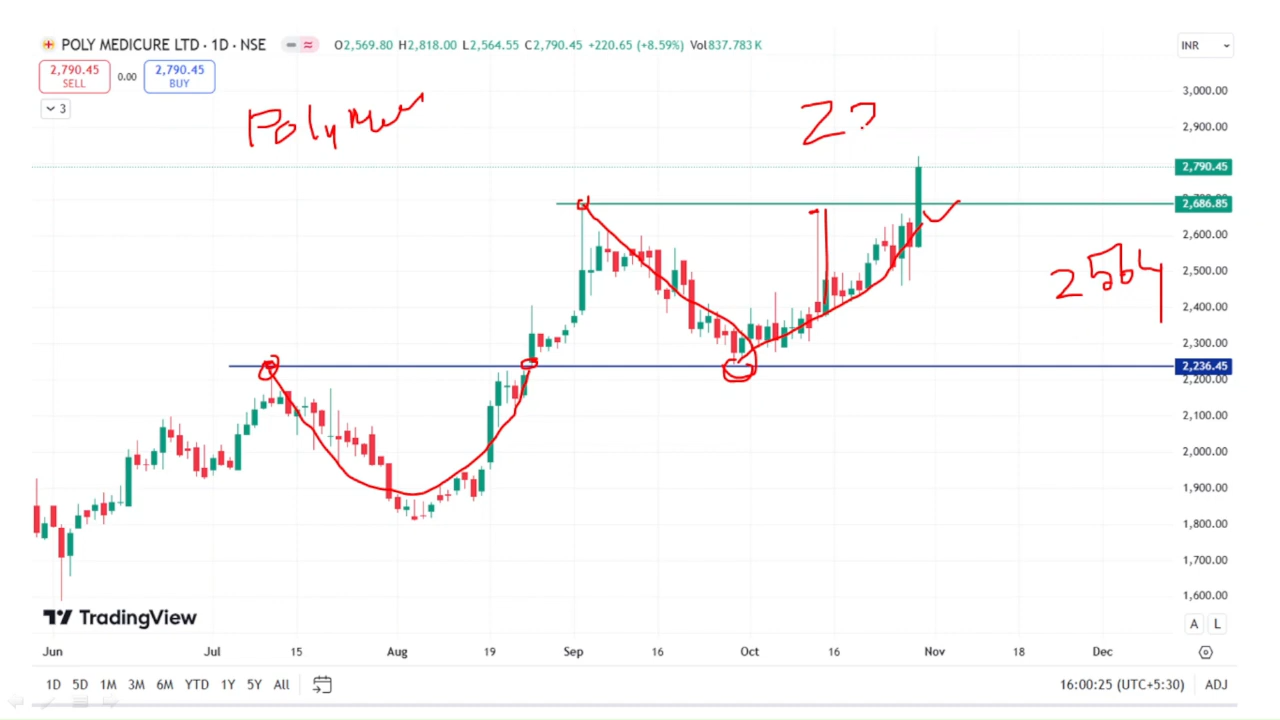 POLY MEDICURE LTD · 1D · NSE
O2,569.80 H2,818.00 L2,564.55 C2,790.45 +220.65 (+8.59%) Vol837.783 K
INR
2,790.45
SELL
0.00
2,790.45
BUY
3
3,000.00
2,900.00
2,790.45
2,686.85
2,600.00
2,500.00
2,400.00
2,300.00
2,236.45
2,200.00
2,100.00
2,000.00
1,900.00
1,800.00
1,700.00
1,600.00
2564
TradingView
A L
Jun Jul 15 Aug 19 Sep 16 Oct 16 Nov 18 Dec
1D 5D 1M 3M 6M YTD 1Y 5Y All
16:00:25 (UTC+5:30) ADJ